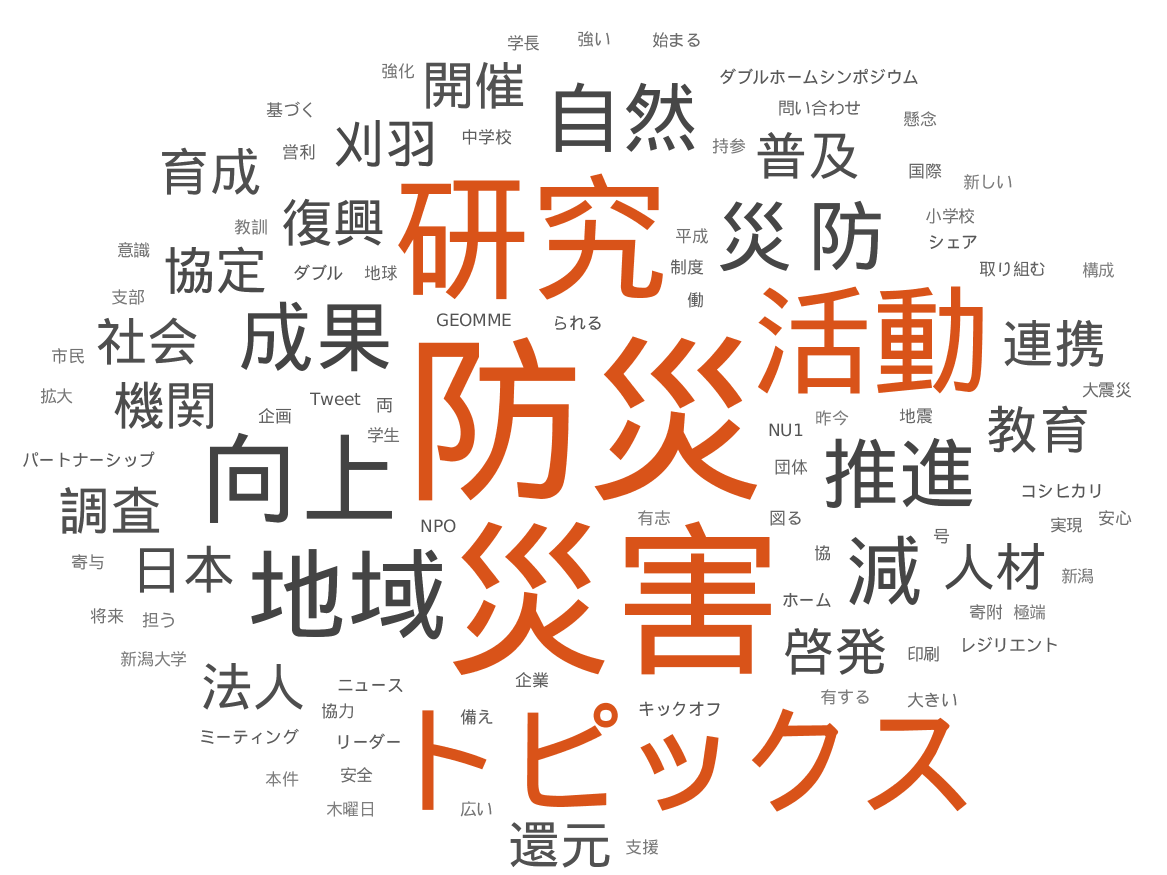 学長 強い 始まる
強化 開催 自然 ダブルホームシンポジウム
基づく 刈羽 中学校 問い合わせ 懸念
営利 持参 普及
育成 国際 新しい
教訓 復興 研究 平成 災防 小学校
意識 協定 ダブル 地球 制度 シェア
支部 働 取り組む 構成
GEOMME られる
市民 社会 成果 活動 連携
拡大 機関 企画 Tweet 両 防災 昨今 地震 大震災
学生 NU1 教育
パートナーシップ 向上 団体 推進
調査 NPO 有志 図る コシヒカリ
実現 安心
寄与 日本 地域 災害 協 減 号 人材 新潟
将来 担う ホーム 寄附 極端
新潟大学 啓発 印刷 レジリエント
法人 ニュース 企業 有する 大きい
協力 備え キックオフ
ミーティング リーダー トピックス
本件 安全
木曜日 広い
還元 支援